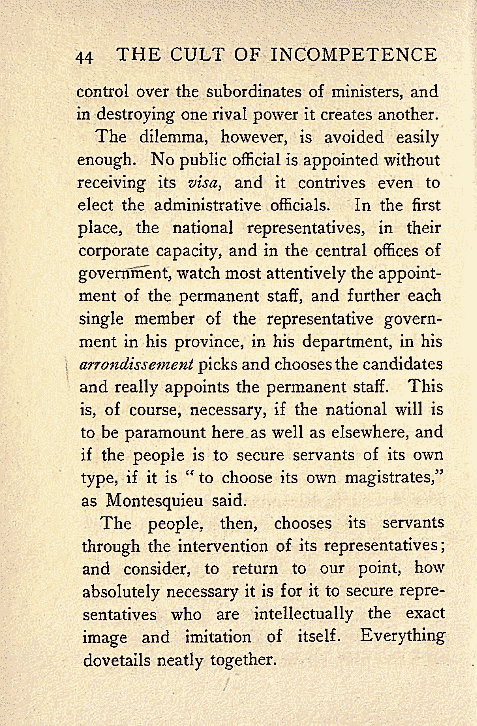 44 THE CULT OF INCOMPETENCE
control over the subordinates of ministers, and
in destroying one rival power it creates another.
The dilemma, however, is avoided easily
enough. No public official is appointed without
receiving its visa, and it contrives even to
elect the administrative officials. In the first
place, the national representatives, in their
corporate capacity, and in the central offices of
government, watch most attentively the appoint-
ment of the permanent staff, and further each
single member of the representative govern-
ment in his province, in his department, in his
arrondissement picks and chooses the candidates
and really appoints the permanent staff. This
is, of course, necessary, if the national will is
to be paramount here as well as elsewhere, and
if the people is to secure servants of its own
type, if it is “to choose its own magistrates,”
as Montesquieu said.
The people, then, chooses its servants
through the intervention of its representatives;
and consider, to return to our point, how
absolutely necessary it is for it to secure repre-
sentatives who are intellectually the exact
image and imitation of itself. Everything
dovetails neatly together.